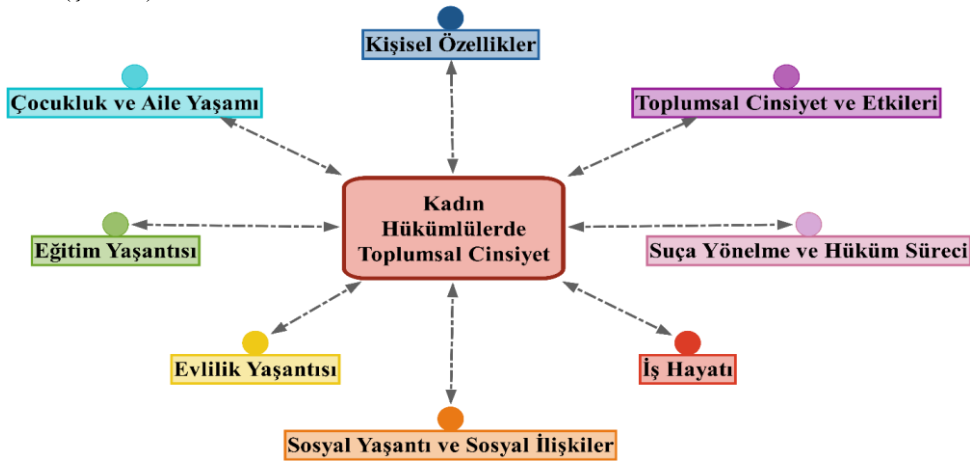 Kişisel Özellikler
Çocukluk ve Aile Yaşamı
Toplumsal Cinsiyet ve Etkileri
Kadın
Hükümlülerde
Toplumsal Cinsiyet
Eğitim Yaşantısı
Suça Yönelme ve Hüküm Süreci
Evlilik Yaşantısı
İş Hayatı
Sosyal Yaşantı ve Sosyal İlişkiler